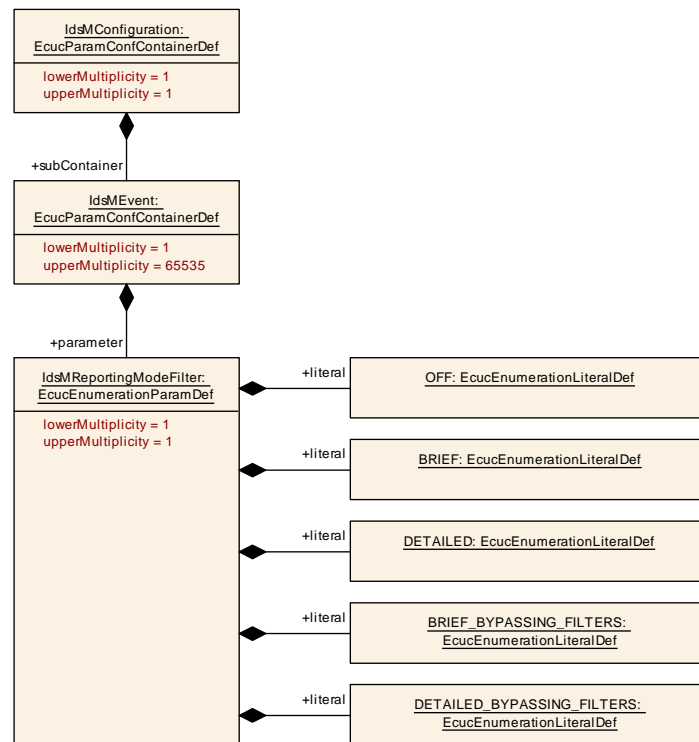 IdsMConfiguration:
EcucParamConfContainerDef
lowerMultiplicity = 1
upperMultiplicity = 1
+subContainer
IdsMEvent:
EcucParamConfContainerDef
lowerMultiplicity = 1
upperMultiplicity = 65535
+parameter
IdsMReportingModeFilter:
EcucEnumerationParamDef
lowerMultiplicity = 1
upperMultiplicity = 1
+literal
OFF: EcucEnumerationLiteralDef
+literal
BRIEF: EcucEnumerationLiteralDef
+literal
DETAILED: EcucEnumerationLiteralDef
+literal
BRIEF_BYPASSING_FILTERS:
EcucEnumerationLiteralDef
+literal
DETAILED_BYPASSING_FILTERS:
EcucEnumerationLiteralDef